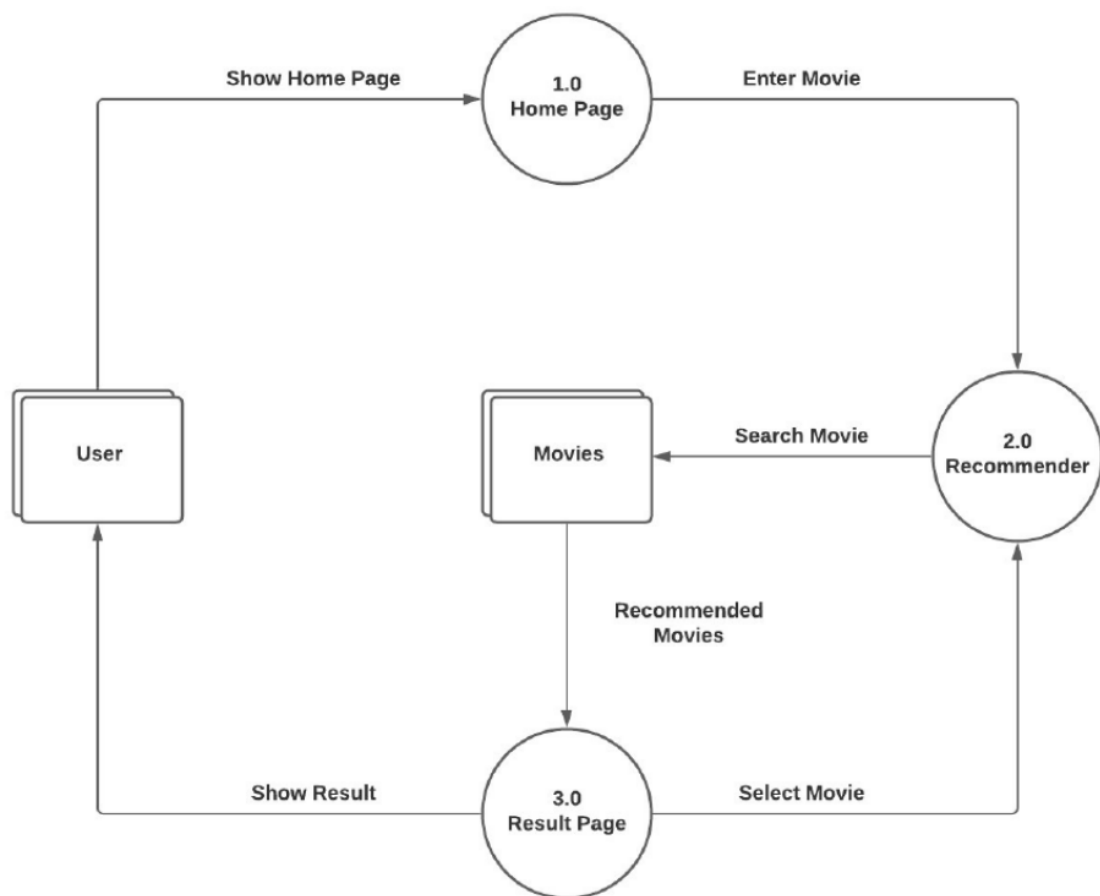 Show Home Page
1.0
Home Page
Enter Movie
User
Movies
Search Movie
2.0
Recommender
Recommended
Movies
Show Result
3.0
Result Page
Select Movie